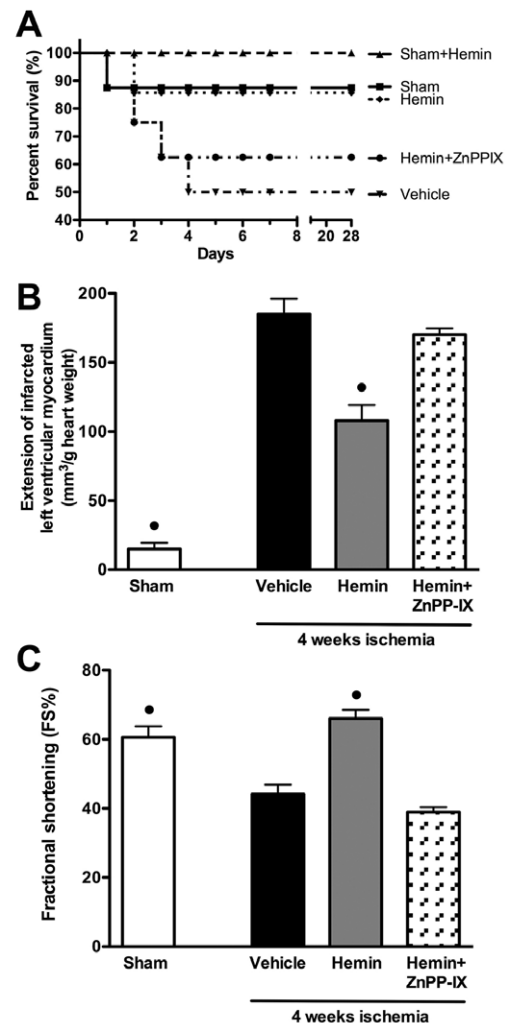 A
Percent survival (%)
100
90
80
70
60
50
40
0
2
4
6
8
20
28
Days
Sham+Hemin
Sham
Hemin
Hemin+ZnPPIX
Vehicle
B
Extension of infarcted
left ventricular myocardium
(mm³/g heart weight)
200
150
100
50
0
Sham
Vehicle
Hemin
Hemin+
ZnPP-IX
4 weeks ischemia
C
Fractional shortening (FS%)
80
60
40
20
0
Sham
Vehicle
Hemin
Hemin+
ZnPP-IX
4 weeks ischemia